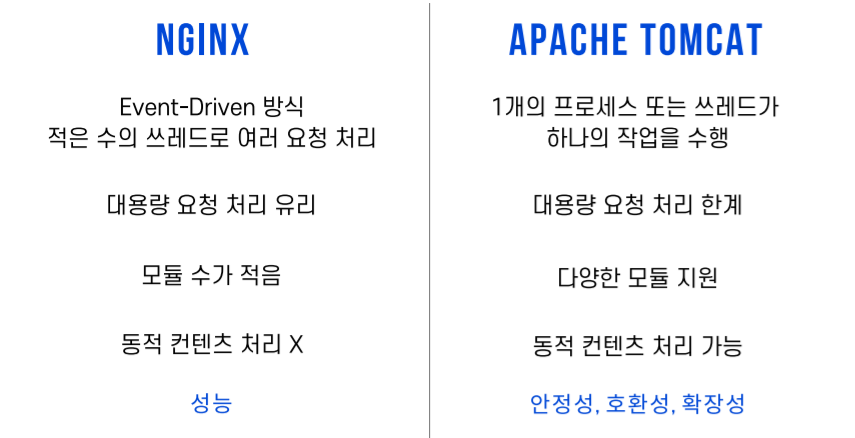 NGINX
Event-Driven 방식
적은 수의 쓰레드로 여러 요청 처리
대용량 요청 처리 유리
모듈 수가 적음
동적 컨텐츠 처리 X
성능
APACHE TOMCAT
1개의 프로세스 또는 쓰레드가
하나의 작업을 수행
대용량 요청 처리 한계
다양한 모듈 지원
동적 컨텐츠 처리 가능
안정성, 호환성, 확장성